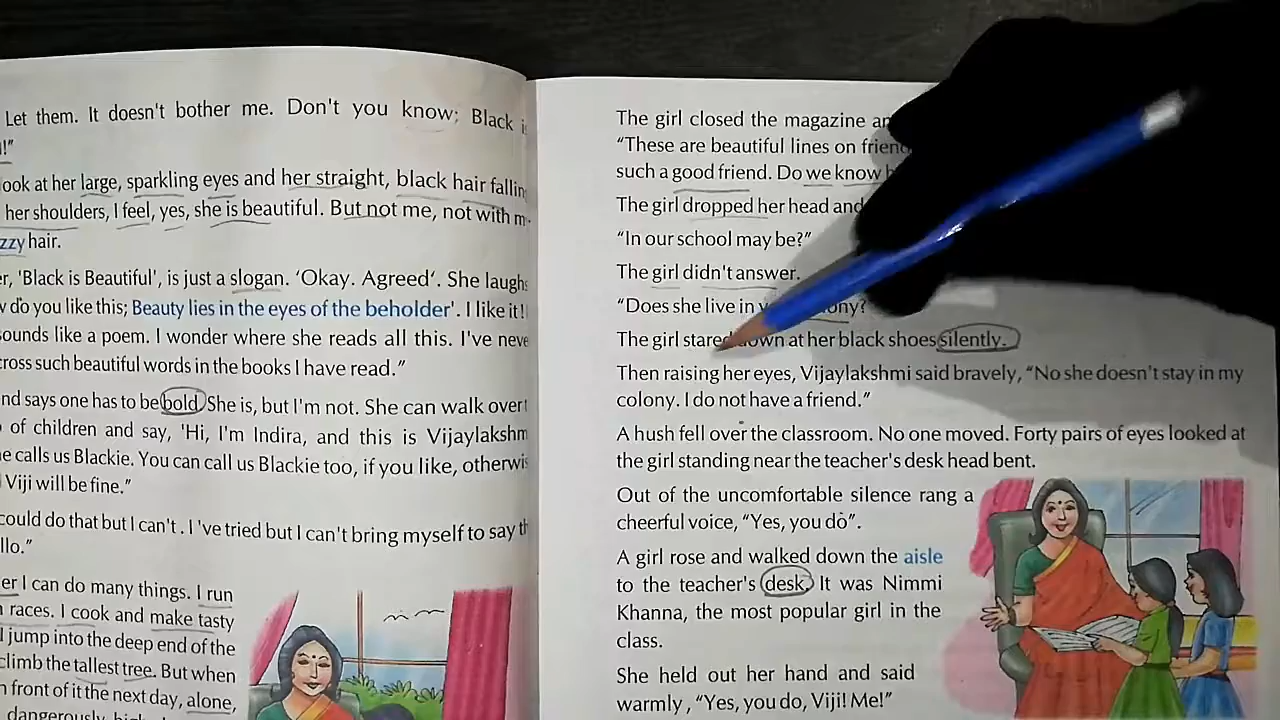 Let them. It doesn't bother me. Don't you know; Black
!"
ook at her large, sparkling eyes and her straight, black hair
her shoulders, I feel, yes, she is beautiful. But not me, not with
zzy hair.
er, 'Black is Beautiful', is just a slogan. 'Okay. Agreed'. She laughs
do you like this; Beauty lies in the eyes of the beholder'. I like it!
sounds like a poem. I wonder where she reads all this. I've neve
cross such beautiful words in the books I have read."
nd says one has to be bold. She is, but I'm not. She can walk over
of children and say, 'Hi, I'm Indira, and this is Vijaylakshm
e calls us Blackie. You can call us Blackie too, if you like, otherwis
Viji will be fine."
could do that but I can't . I 've tried but I can't bring myself to say th
llo."
er I can do many things. I run
races. I cook and make tasty
I jump into the deep end of the
climb the tallest tree. But when
n front of it the next day, alone,
dangerously
The girl closed the magazine
"These are beautiful lines on
such a good friend. Do we know
The girl dropped her head and
"In our school may be?"
The girl didn't answer.
"Does she live in
The girl stared down at her black shoes silently.
Then raising her eyes, Vijaylakshmi said bravely, "No she doesn't stay in my
colony. I do not have a friend."
A hush fell over the classroom. No one moved. Forty pairs of eyes looked at
the girl standing near the teacher's desk head bent.
Out of the uncomfortable silence rang a
cheerful voice, "Yes, you do".
A girl rose and walked down the aisle
to the teacher's desk. It was Nimmi
Khanna, the most popular girl in the
class.
She held out her hand and said
warmly , "Yes, you do, Viji! Me!"